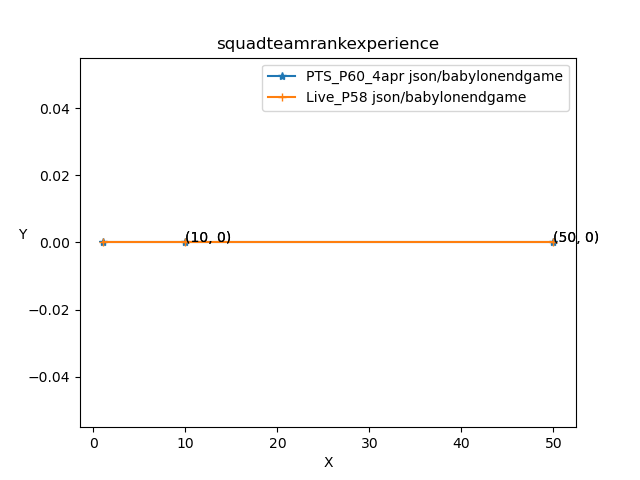 squadteamrankexperience
PTS_P60_4apr json/babylonendgame
Live_P58 json/babylonendgame
0.04
0.02
(10, 0)
(50, 0)
0.00
Y
−0.02
−0.04
0
10
20
30
40
50
X